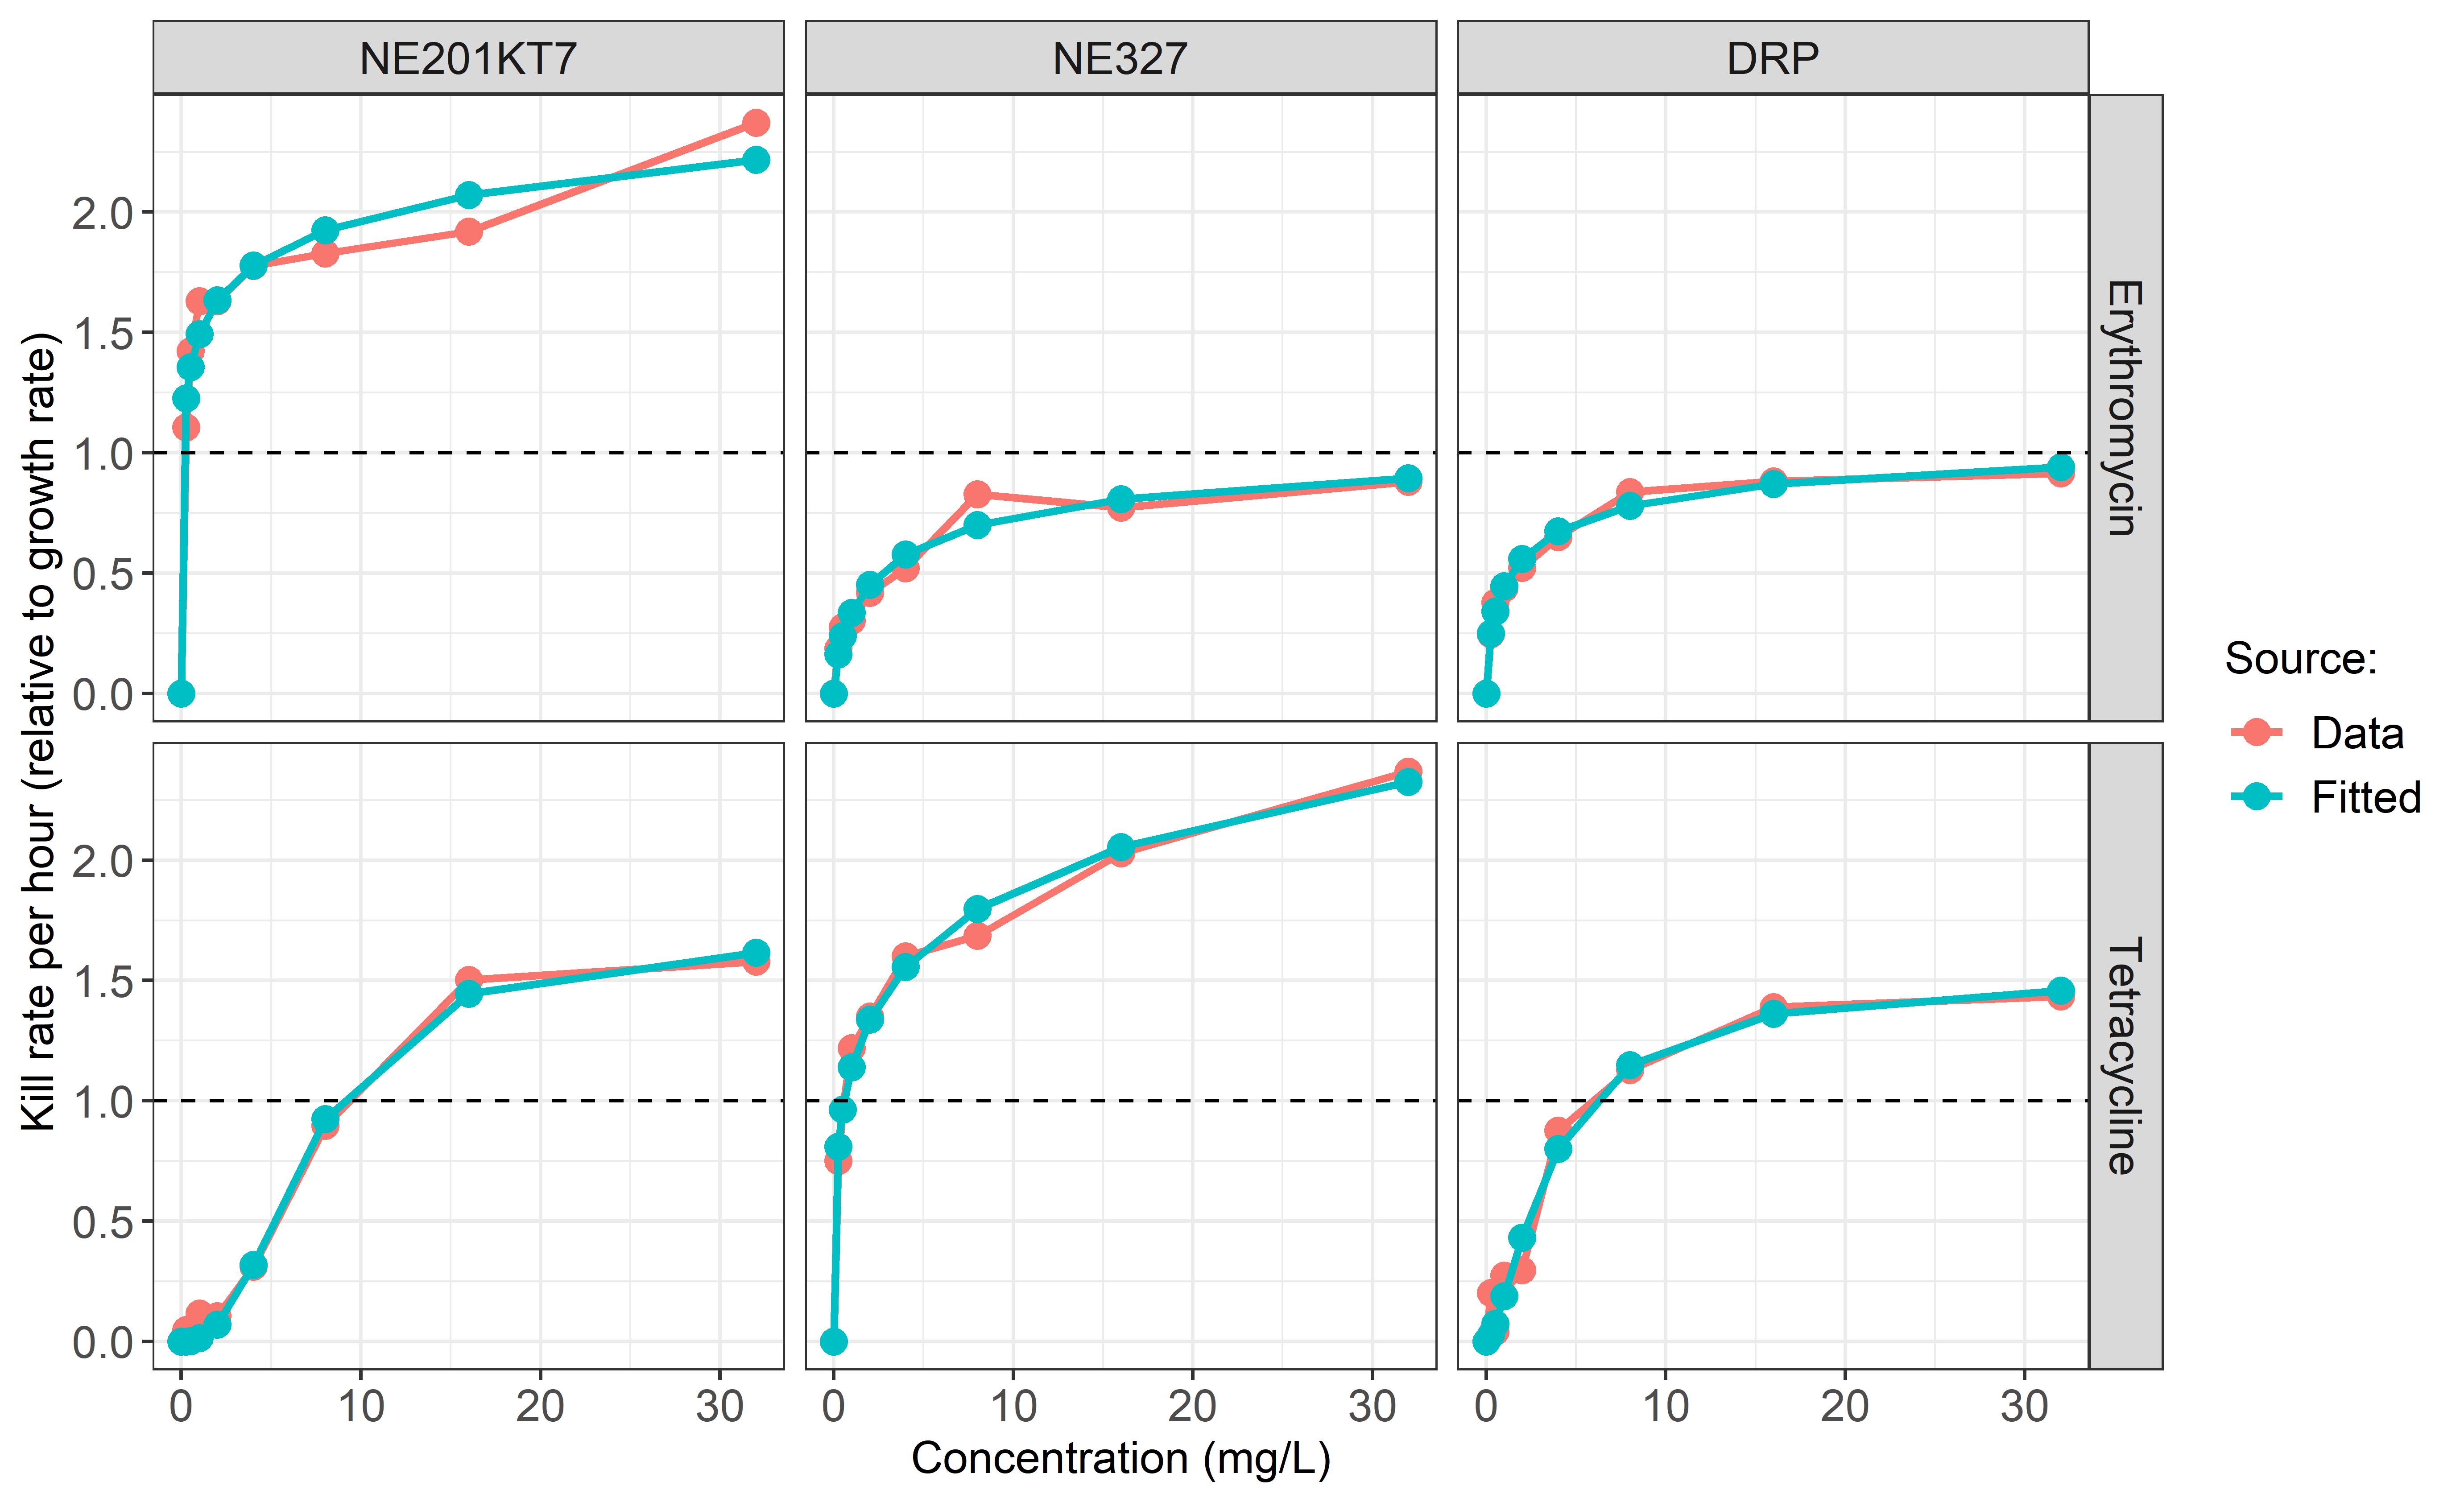 NE201KT7
NE327
DRP
Kill rate per hour (relative to growth rate)
2.0
1.5
1.0
0.5
0.0
Erythromycin
2.0
1.5
1.0
0.5
0.0
Tetracycline
0 10 20 30
0 10 20 30
0 10 20 30
Concentration (mg/L)
Source:
Data
Fitted